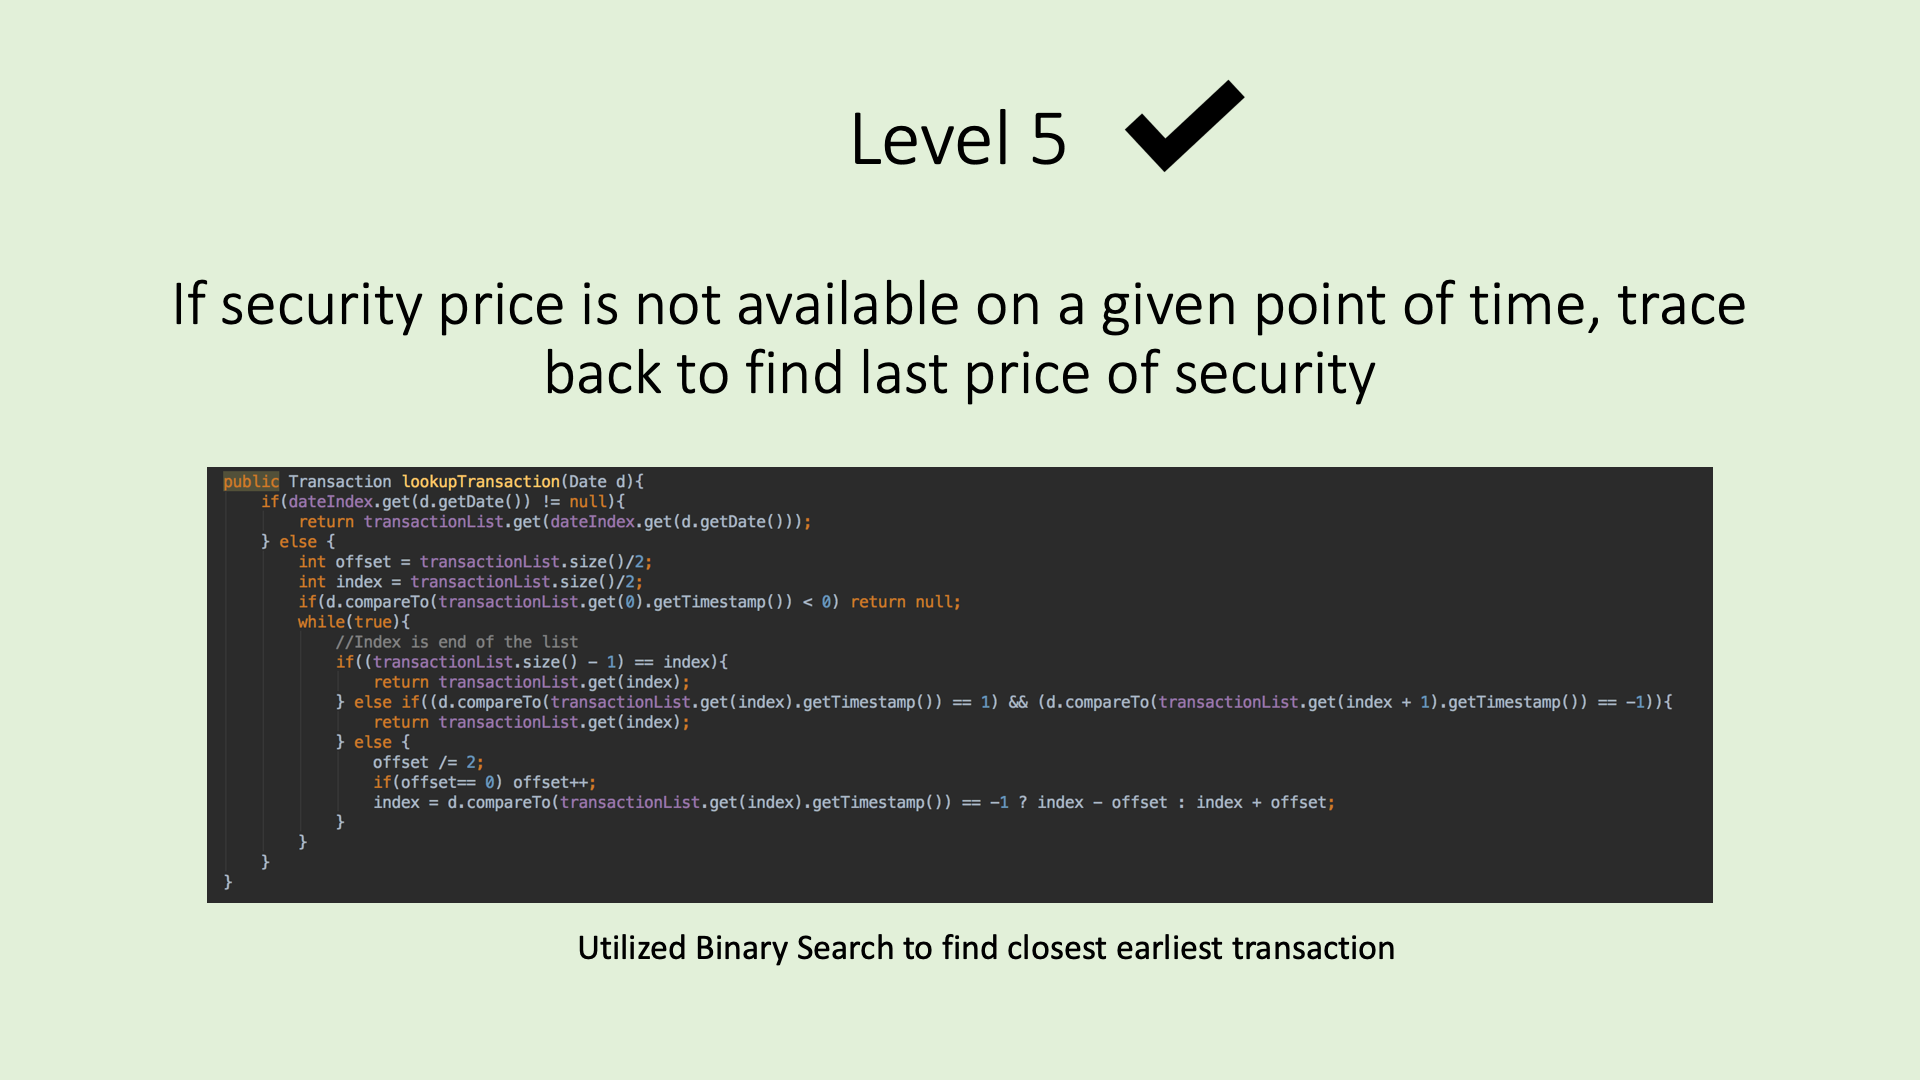 Level 5
If security price is not available on a given point of time, trace
back to find last price of security
public Transaction lookupTransaction(Date d){
    if(dateIndex.get(d.getDate()) != null){
        return transactionList.get(dateIndex.get(d.getDate()));
    } else {
        int offset = transactionList.size()/2;
        int index = transactionList.size()/2;
        if(d.compareTo(transactionList.get(0).getTimestamp()) < 0) return null;
        while(true){
            //Index is end of the list
            if((transactionList.size() - 1) == index){
                return transactionList.get(index);
            } else if((d.compareTo(transactionList.get(index).getTimestamp()) == 1) && (d.compareTo(transactionList.get(index + 1).getTimestamp()) == -1)){
                return transactionList.get(index);
            } else {
                offset /= 2;
                if(offset== 0) offset++;
                index = d.compareTo(transactionList.get(index).getTimestamp()) == -1 ? index - offset : index + offset;
            }
        }
    }
}
Utilized Binary Search to find closest earliest transaction